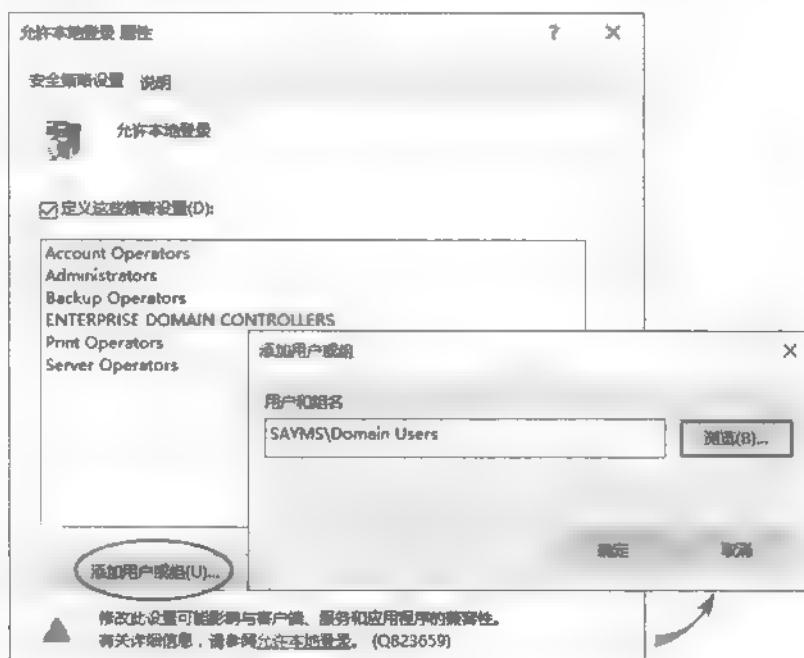 允许本地登录 属性
? ×
安全策略设置 说明
允许本地登录
定义这些策略设置(D):
Account Operators
Administrators
Backup Operators
ENTERPRISE DOMAIN CONTROLLERS
Print Operators
Server Operators
添加用户或组(U)...
修改此设置可能影响与客户端、服务和应用程序的兼容性。
有关详细信息，请参阅允许本地登录。 (Q823659)
添加用户或组
×
用户和组名
SAYMS\Domain Users
浏览(B)...
确定 取消